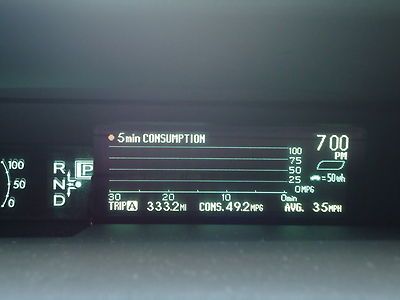 5min CONSUMPTION
7:00
PM
100
75
50
25
0MPG
=50Wh
30 20 10 0min
TRIP A 333.2MI CONS. 49.2MPG AVG. 35MPH
100
50
0
R
N
D
P